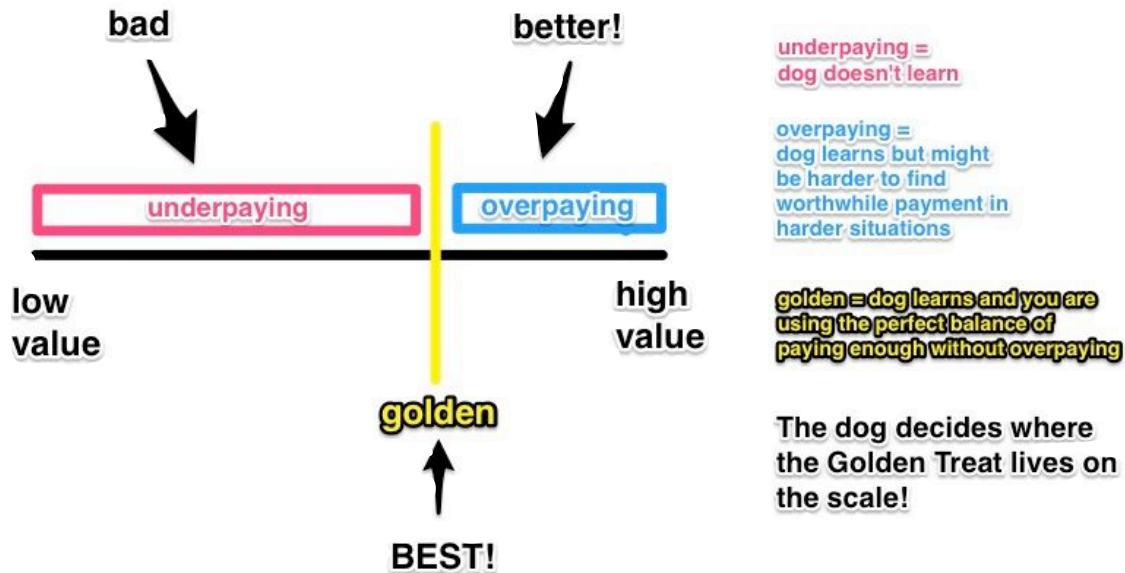 bad
better!
underpaying
overpaying
low
value
high
value
golden
BEST!
underpaying =
dog doesn't learn
overpaying =
dog learns but might
be harder to find
worthwhile payment in
harder situations
golden = dog learns and you are
using the perfect balance of
paying enough without overpaying
The dog decides where
the Golden Treat lives on
the scale!